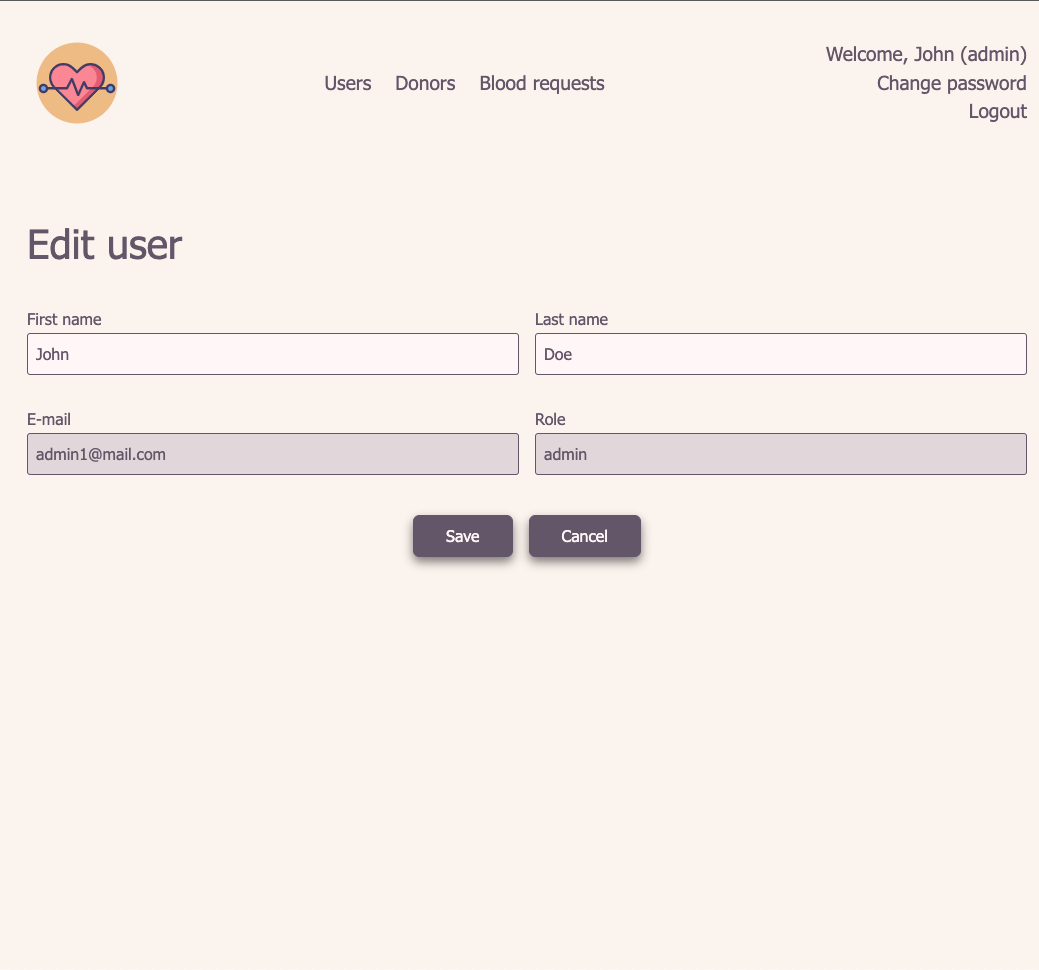 Welcome, John (admin)
Users Donors Blood requests
Change password
Logout
Edit user
First name
Last name
John
Doe
E-mail
Role
admin1@mail.com
admin
Save
Cancel